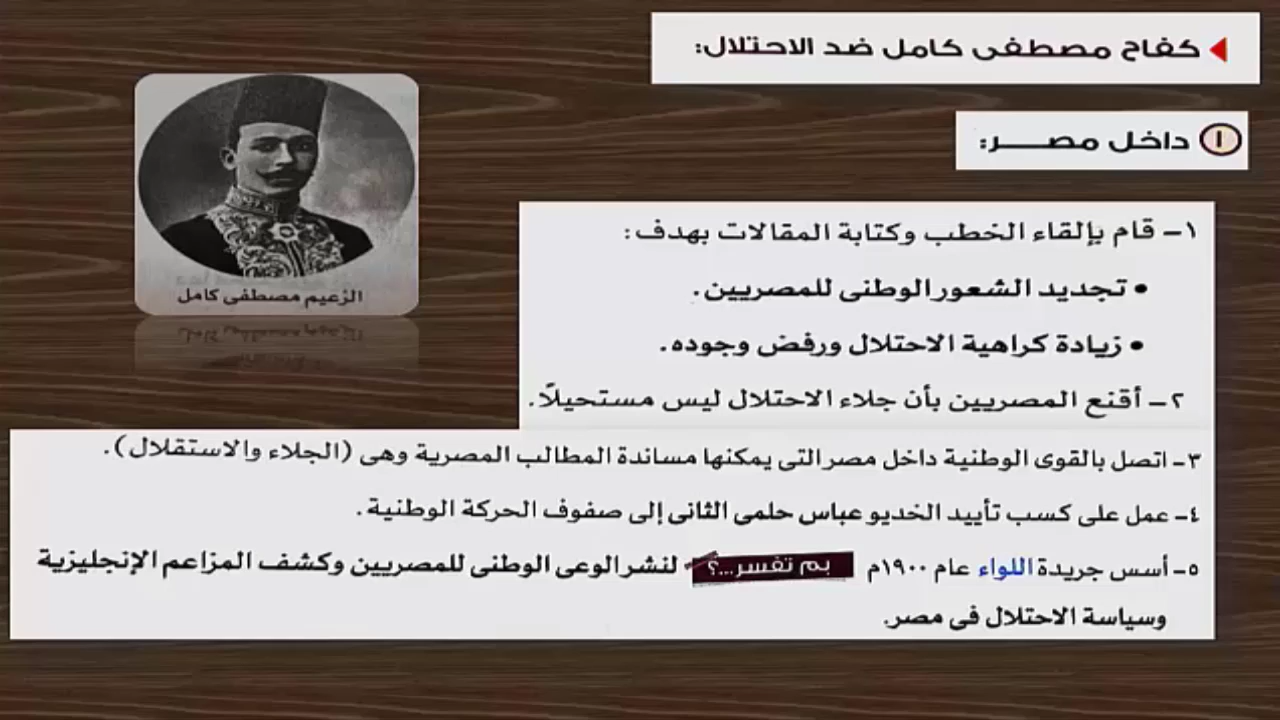 كفاح مصطفى كامل ضد الاحتلال:
١ داخل مصـــــر:
١- قام بإلقاء الخطب وكتابة المقالات بهدف:
• تجديد الشعور الوطنى للمصريين.
• زيادة كراهية الاحتلال ورفض وجوده.
٢- أقنع المصريين بأن جلاء الاحتلال ليس مستحيلاً.
٣- اتصل بالقوى الوطنية داخل مصر التى يمكنها مساندة المطالب المصرية وهى (الجلاء والاستقلال).
٤- عمل على كسب تأييد الخديو عباس حلمى الثانى إلى صفوف الحركة الوطنية.
٥- أسس جريدة اللواء عام ١٩٠٠م بم تفسر...؟ لنشر الوعى الوطنى للمصريين وكشف المزاعم الإنجليزية
وسياسة الاحتلال فى مصر.
الزعيم مصطفى كامل